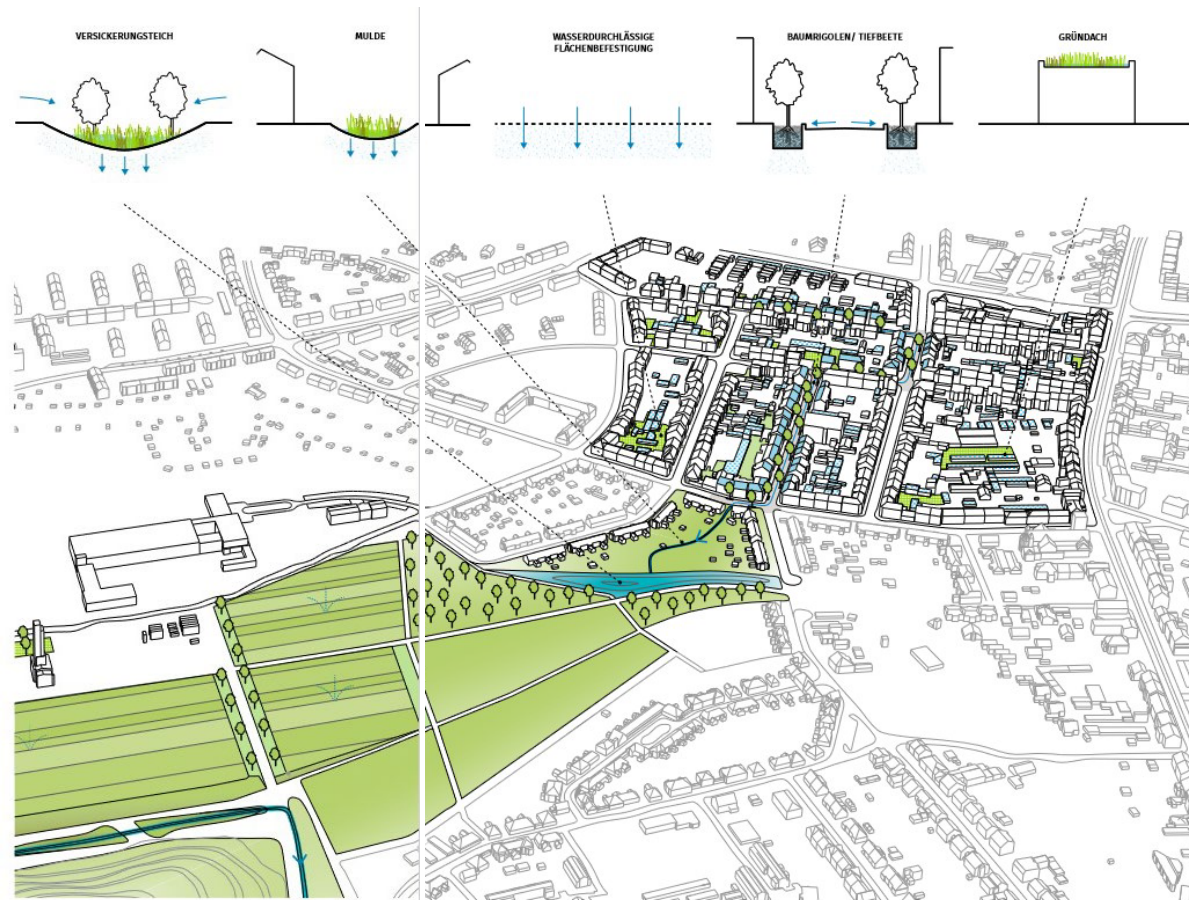 VERSICKERUNGSTEICH
MULDE
WASSERDURCHLÄSSIGE
FLÄCHENBEFESTIGUNG
BAUMRIGOLEN/ TIEFBEETE
GRÜNDACH